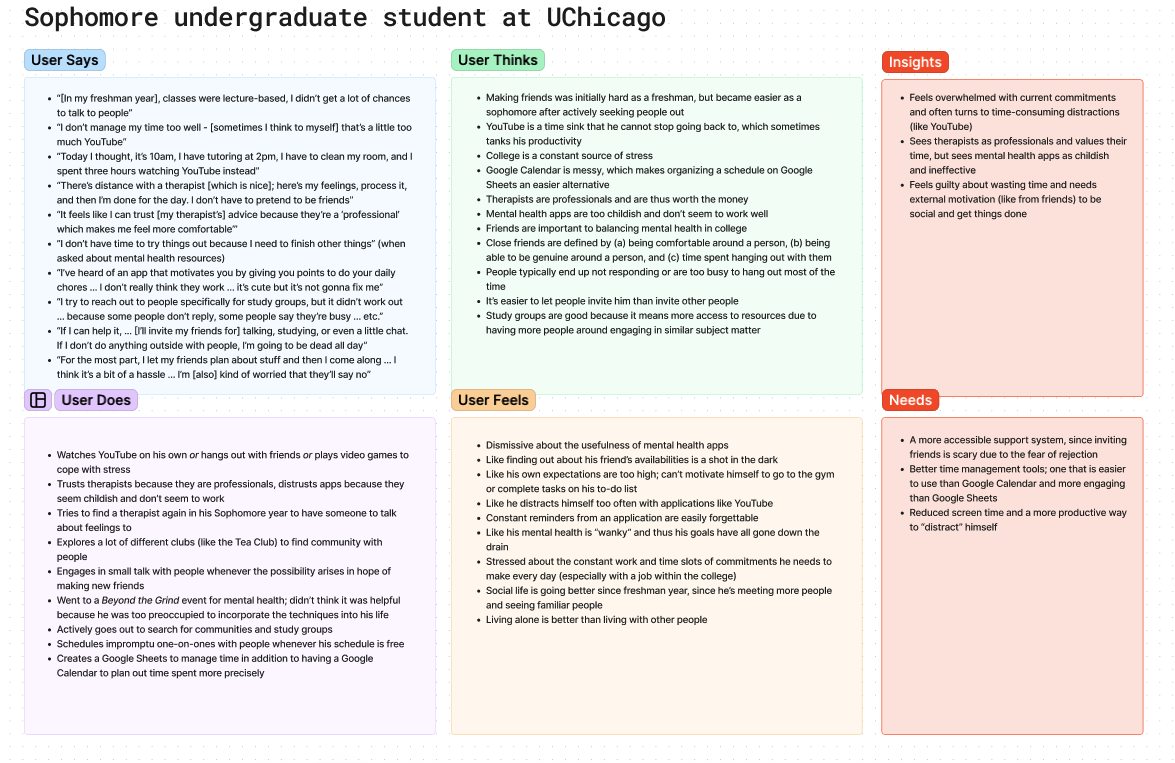 Sophomore undergraduate student at UChicago
User Says
• “[In my freshman year], classes were lecture-based, I didn’t get a lot of chances
to talk to people”
• “I don’t manage my time too well - [sometimes I think to myself] that’s a little too
much YouTube”
• “Today I thought, it’s 10am, I have tutoring at 2pm, I have to clean my room, and I
spent three hours watching YouTube instead”
• “There’s distance with a therapist [which is nice]; here’s my feelings, process it,
and then I’m done for the day. I don’t have to pretend to be friends”
• “It feels like I can trust [my therapist’s] advice because they’re a ‘professional’
which makes me feel more comfortable’”
• “I don’t have time to try things out because I need to finish other things” (when
asked about mental health resources)
• “I’ve heard of an app that motivates you by giving you points to do your daily
chores ... I don’t really think they work ... it’s cute but it’s not gonna fix me”
• “I try to reach out to people specifically for study groups, but it didn’t work out
... because some people don’t reply, some people say they’re busy ... etc.”
• “If I can help it, ... [I’ll invite my friends for] talking, studying, or even a little chat.
If I don’t do anything outside with people, I’m going to be dead all day”
• “For the most part, I let my friends plan about stuff and then I come along ... I
think it’s a bit of a hassle ... I’m [also] kind of worried that they’ll say no”
User Thinks
• Making friends was initially hard as a freshman, but became easier as a
sophomore after actively seeking people out
• YouTube is a time sink that he cannot stop going back to, which sometimes
tanks his productivity
• College is a constant source of stress
• Google Calendar is messy, which makes organizing a schedule on Google
Sheets an easier alternative
• Therapists are professionals and are thus worth the money
• Mental health apps are too childish and don’t seem to work well
• Friends are important to balancing mental health in college
• Close friends are defined by (a) being comfortable around a person, (b) being
able to be genuine around a person, and (c) time spent hanging out with them
• People typically end up not responding or are too busy to hang out most of the
time
• It’s easier to let people invite him than invite other people
• Study groups are good because it means more access to resources due to
having more people around engaging in similar subject matter
Insights
• Feels overwhelmed with current commitments
and often turns to time-consuming distractions
(like YouTube)
• Sees therapists as professionals and values their
time, but sees mental health apps as childish
and ineffective
• Feels guilty about wasting time and needs
external motivation (like from friends) to be
social and get things done
User Does
• Watches YouTube on his own or hangs out with friends or plays video games to
cope with stress
• Trusts therapists because they are professionals, distrusts apps because they
seem childish and don’t seem to work
• Tries to find a therapist again in his Sophomore year to have someone to talk
about feelings to
• Explores a lot of different clubs (like the Tea Club) to find community with
people
• Engages in small talk with people whenever the possibility arises in hope of
making new friends
• Went to a Beyond the Grind event for mental health; didn’t think it was helpful
because he was too preoccupied to incorporate the techniques into his life
• Actively goes out to search for communities and study groups
• Schedules impromptu one-on-ones with people whenever his schedule is free
• Creates a Google Sheets to manage time in addition to having a Google
Calendar to plan out time spent more precisely
User Feels
• Dismissive about the usefulness of mental health apps
• Like finding out about his friend’s availabilities is a shot in the dark
• Like his own expectations are too high; can’t motivate himself to go to the gym
or complete tasks on his to-do list
• Like he distracts himself too often with applications like YouTube
• Constant reminders from an application are easily forgettable
• Like his mental health is “wanky” and thus his goals have all gone down the
drain
• Stressed about the constant work and time slots of commitments he needs to
make every day (especially with a job within the college)
• Social life is going better since freshman year, since he’s meeting more people
and seeing familiar people
• Living alone is better than living with other people
Needs
• A more accessible support system, since inviting
friends is scary due to the fear of rejection
• Better time management tools; one that is easier
to use than Google Calendar and more engaging
than Google Sheets
• Reduced screen time and a more productive way
to “distract” himself